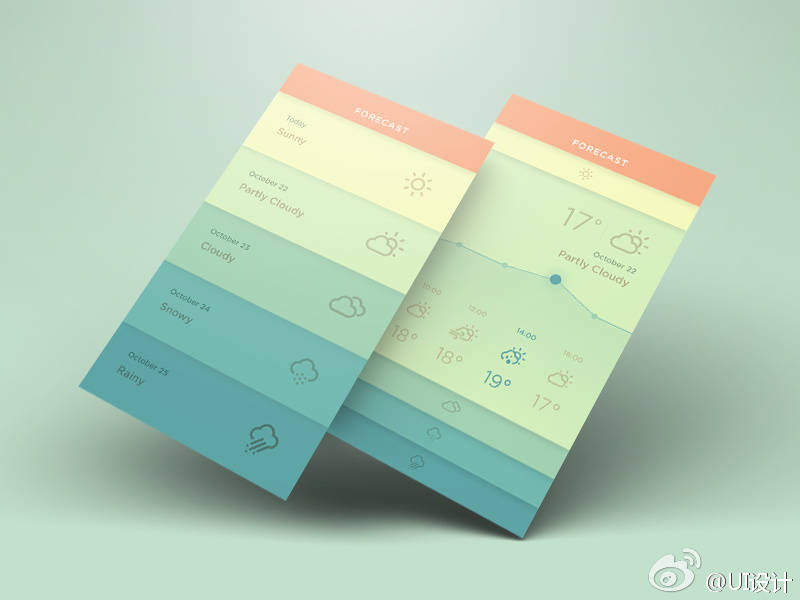 FORECAST
Today
Sunny
October 22
Partly Cloudy
October 23
Cloudy
October 24
Snowy
October 25
Rainy
FORECAST
17°
October 22
Partly Cloudy
10:00
12:00
14:00
16:00
18°
18°
19°
17°
@UI设计